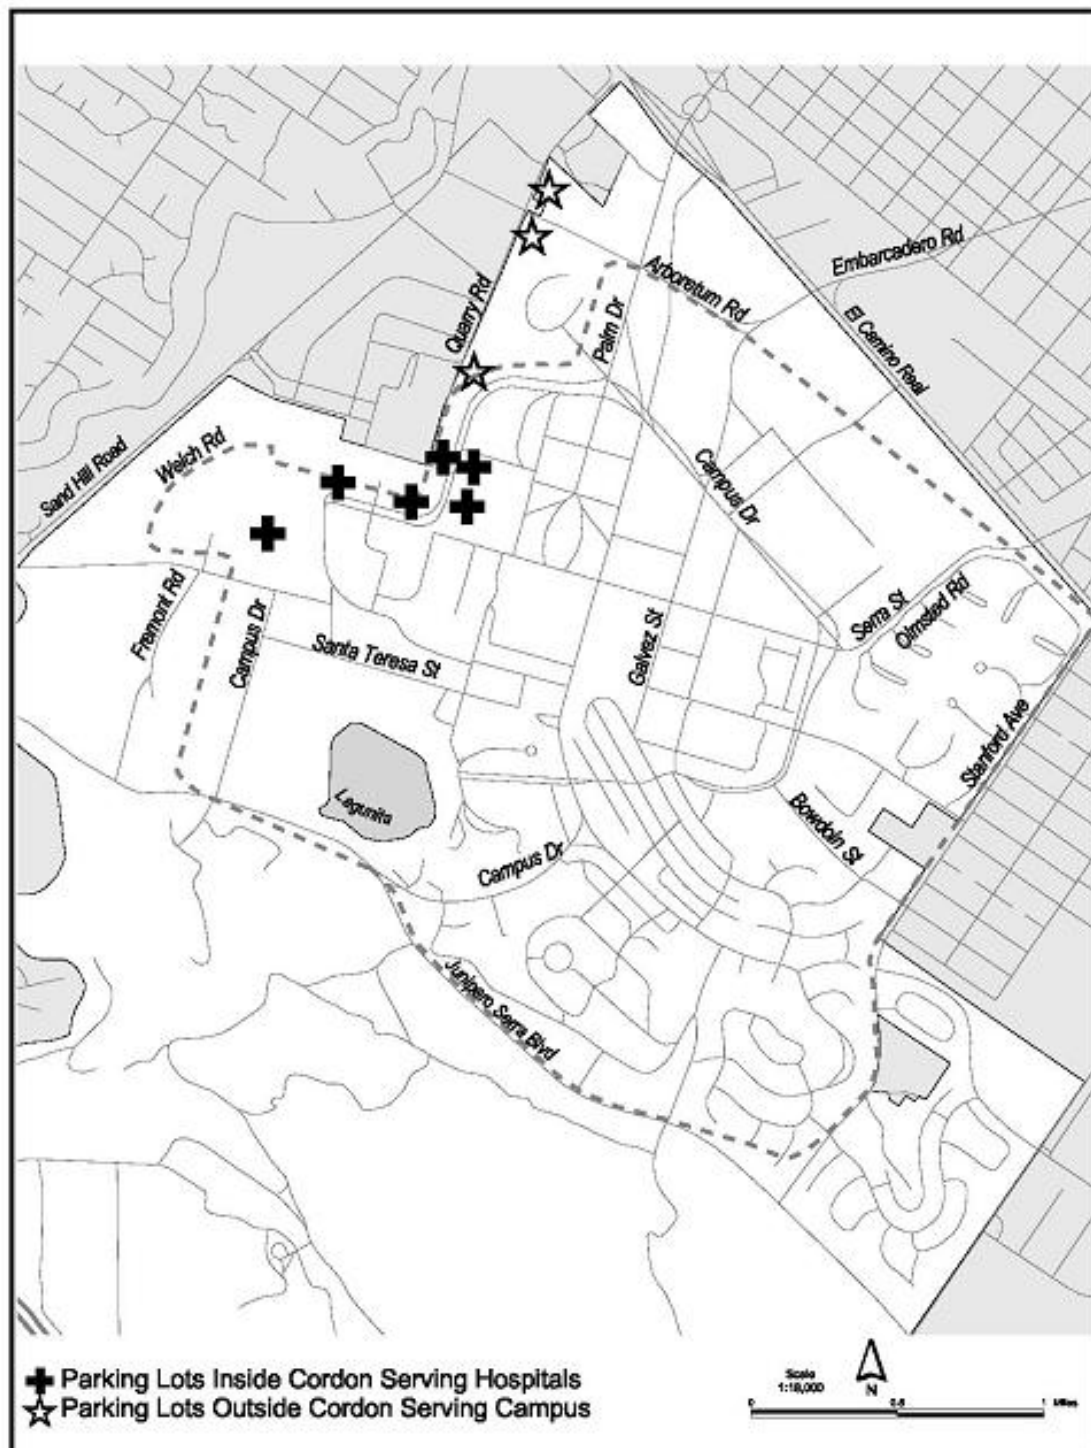 Embarcadero Rd
Arboretum Rd
Quarry Rd
Palm Dr
El Camino Real
Welch Rd
Sand Hill Road
Campus Dr
Serra St
Olmsted Rd
Fremont Rd
Campus Dr
Santa Teresa St
Galvez St
Stanford Ave
Lagunita
Bowdoin St
Campus Dr
Junipero Serra Blvd
Parking Lots Inside Cordon Serving Hospitals
Parking Lots Outside Cordon Serving Campus
Scale
1:18,000
N
0 0.5 1 Miles